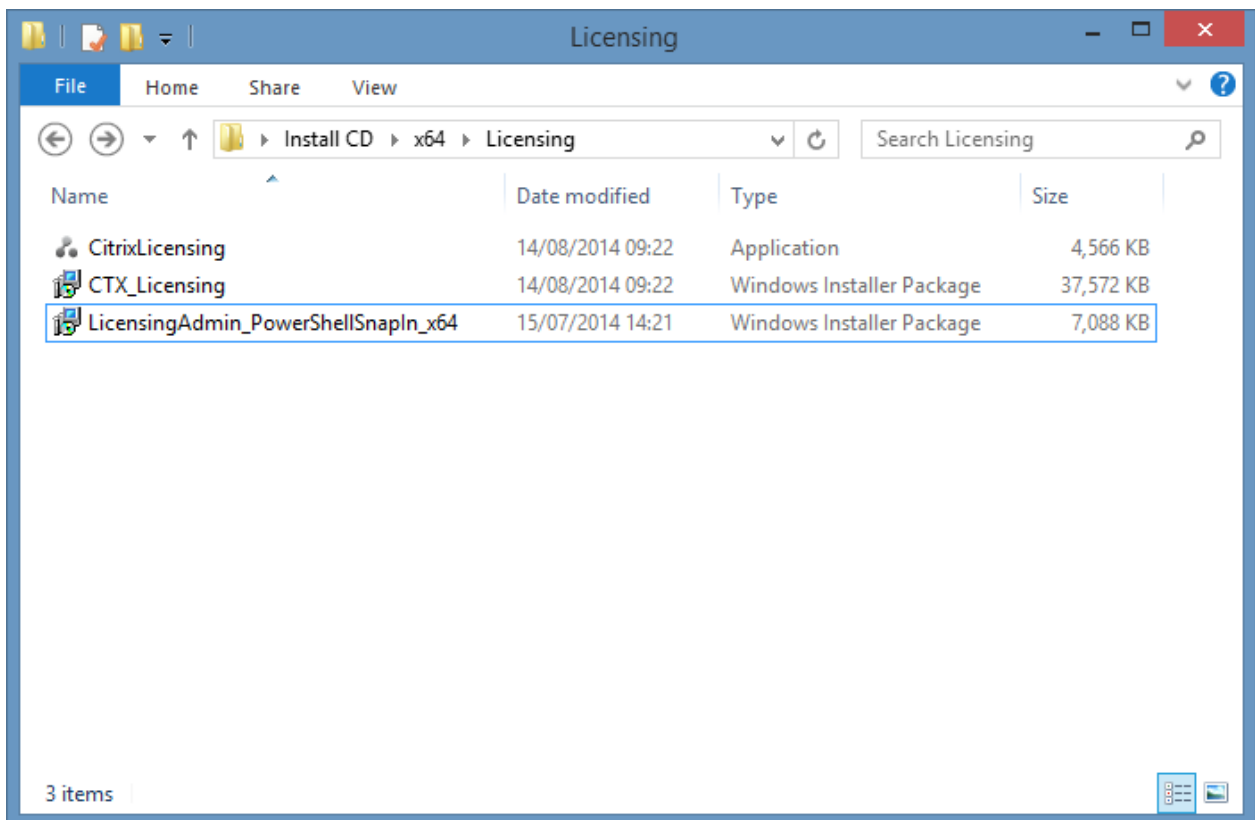 Licensing
File Home Share View
Install CD x64 Licensing Search Licensing
Name Date modified Type Size
CitrixLicensing 14/08/2014 09:22 Application 4,566 KB
CTX_Licensing 14/08/2014 09:22 Windows Installer Package 37,572 KB
LicensingAdmin_PowerShellSnapIn_x64 15/07/2014 14:21 Windows Installer Package 7,088 KB
3 items